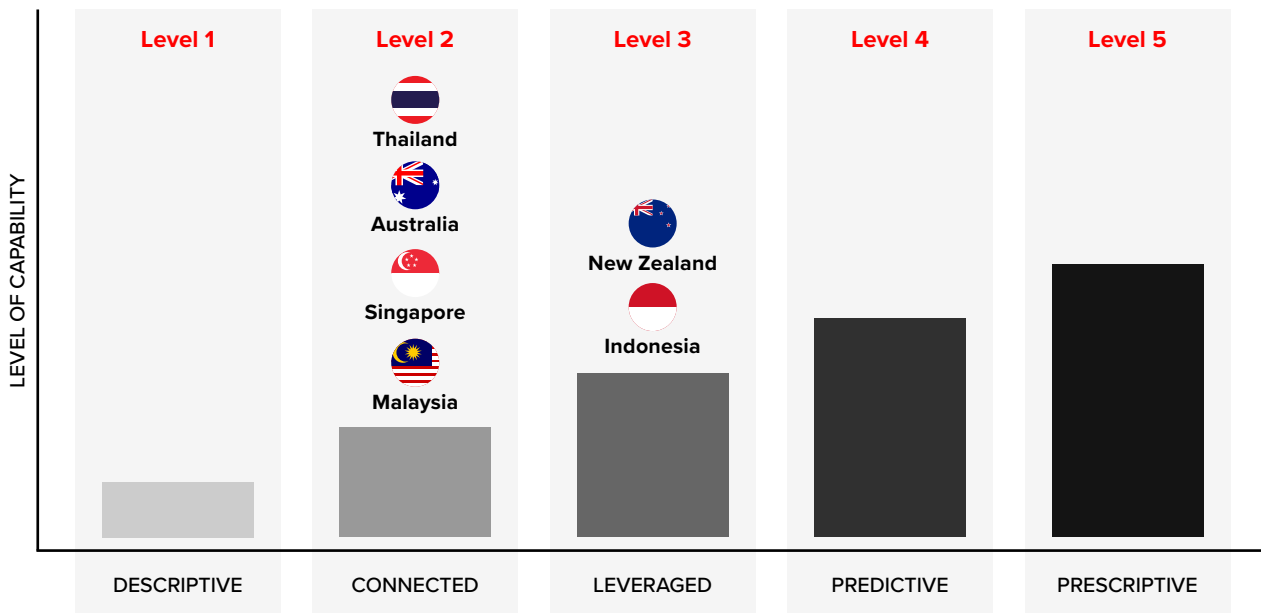 LEVEL OF CAPABILITY
Level 1
Level 2
Level 3
Level 4
Level 5
Thailand
Australia
Singapore
Malaysia
New Zealand
Indonesia
DESCRIPTIVE
CONNECTED
LEVERAGED
PREDICTIVE
PRESCRIPTIVE